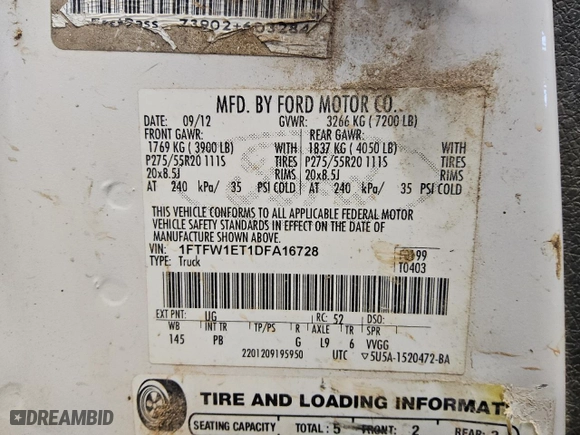 73902+603284
MFD. BY FORD MOTOR CO.
DATE: 09/12 GVWR: 3266 KG ( 7200 LB)
FRONT GAWR: REAR GAWR:
1769 KG ( 3900 LB) WITH 1837 KG ( 4050 LB) WITH
P275/55R20 111S TIRES P275/55R20 111S TIRES
20x8.5J RIMS 20x8.5J RIMS
AT 240 kPa/ 35 PSI COLD AT 240 kPa/ 35 PSI COLD
THIS VEHICLE CONFORMS TO ALL APPLICABLE FEDERAL MOTOR
VEHICLE SAFETY STANDARDS IN EFFECT ON THE DATE OF
MANUFACTURE SHOWN ABOVE.
VIN: 1FTFW1ET1DFA16728
TYPE: Truck
T0403
EXT PNT: UG RC: 52 DSO:
WB INT TR TP/PS R AXLE TR SPR
145 PB G L9 6 VVGG
2201209195950 UTC 5U5A-1520472-BA
TIRE AND LOADING INFORMAT
SEATING CAPACITY TOTAL: 5 FRONT: 2 REAR:
DREAMBID